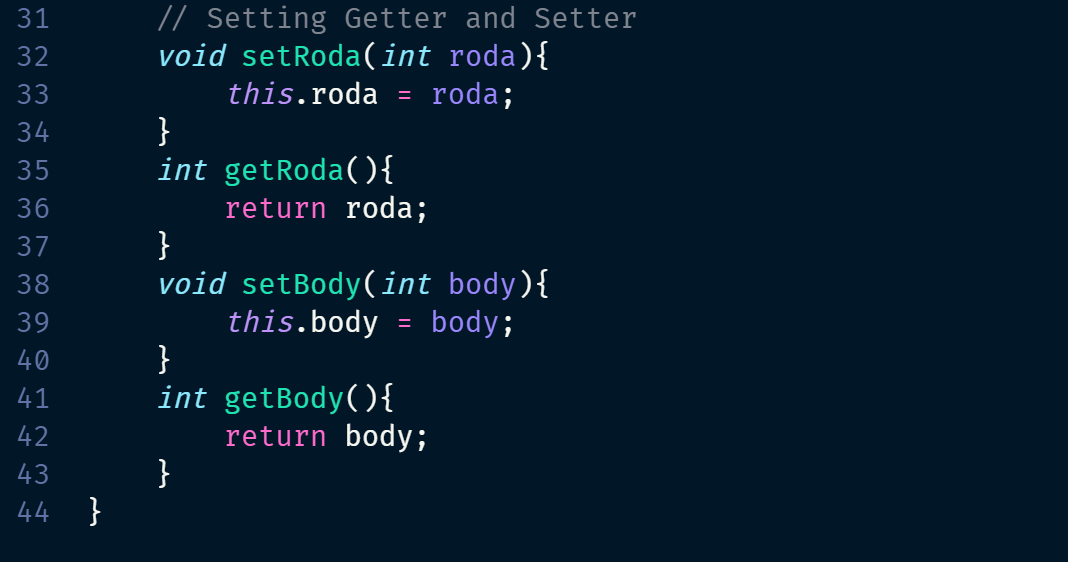 31 // Setting Getter and Setter
32 void setRoda(int roda){
33 this.roda = roda;
34 }
35 int getRoda(){
36 return roda;
37 }
38 void setBody(int body){
39 this.body = body;
40 }
41 int getBody(){
42 return body;
43 }
44 }